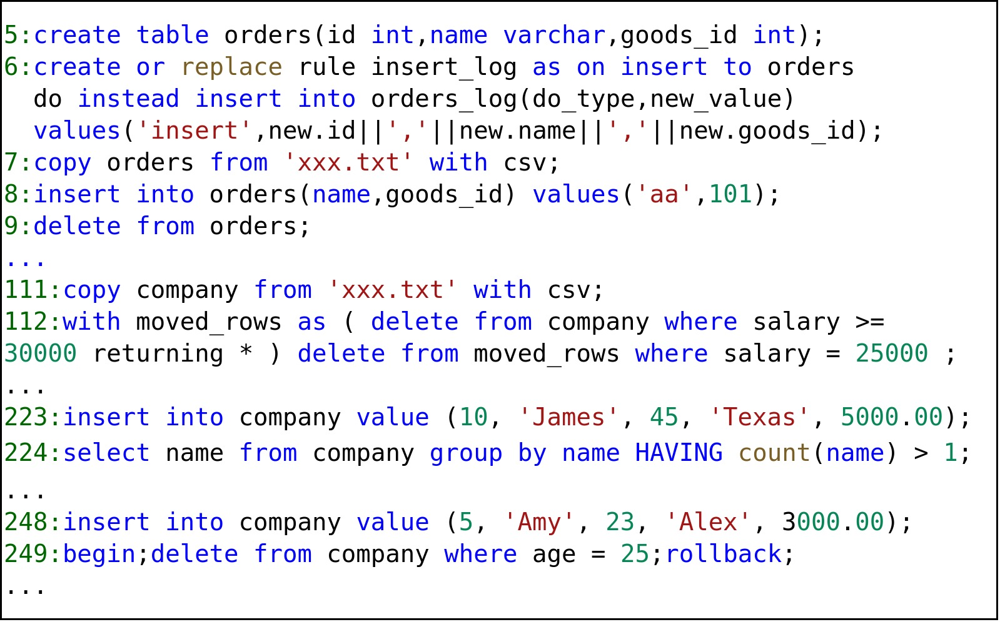 5:create table orders(id int,name varchar,goods_id int);
6:create or replace rule insert_log as on insert to orders
do instead insert into orders_log(do_type,new_value)
values('insert',new.id||','||new.name||','||new.goods_id);
7:copy orders from 'xxx.txt' with csv;
8:insert into orders(name,goods_id) values('aa',101);
9:delete from orders;
...
111:copy company from 'xxx.txt' with csv;
112:with moved_rows as ( delete from company where salary >=
30000 returning * ) delete from moved_rows where salary = 25000 ;
...
223:insert into company value (10, 'James', 45, 'Texas', 5000.00);
224:select name from company group by name HAVING count(name) > 1;
...
248:insert into company value (5, 'Amy', 23, 'Alex', 3000.00);
249:begin;delete from company where age = 25;rollback;
...